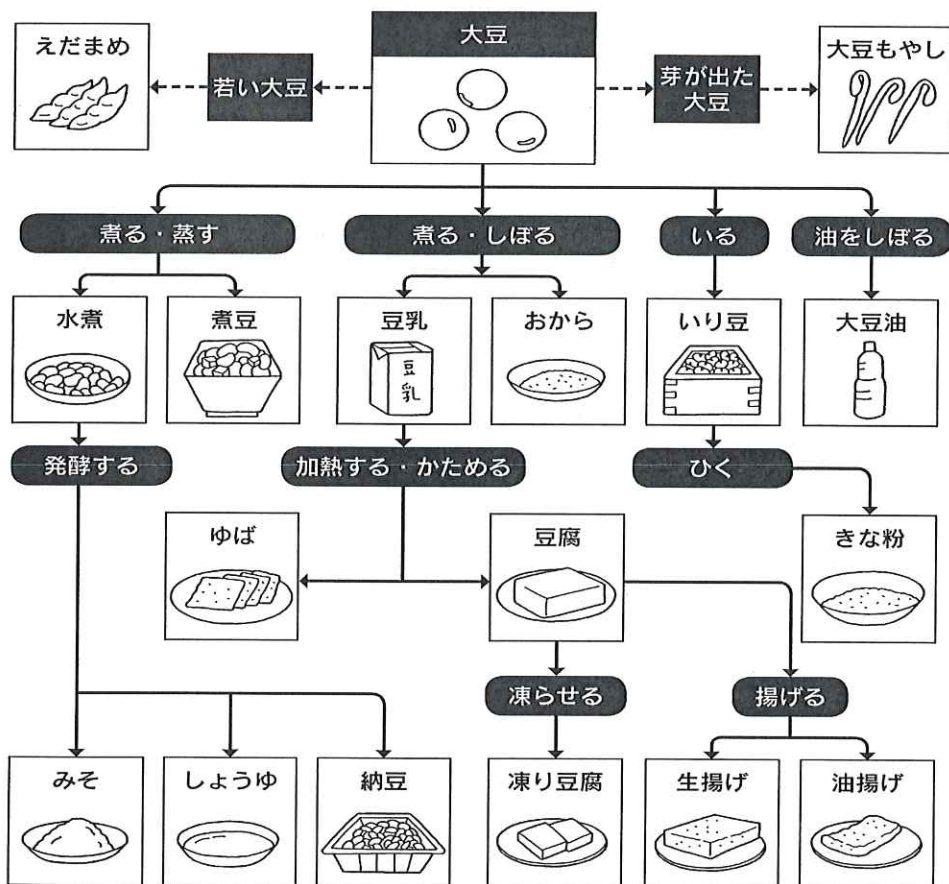 大豆
えだまめ
若い大豆
芽が出た
大豆
大豆もやし
煮る・蒸す
煮る・しぼる
いる
油をしぼる
水煮
煮豆
豆乳
豆
乳
おから
いり豆
大豆油
発酵する
加熱する・かためる
ひく
ゆば
豆腐
きな粉
凍らせる
揚げる
みそ
しょうゆ
納豆
凍り豆腐
生揚げ
油揚げ